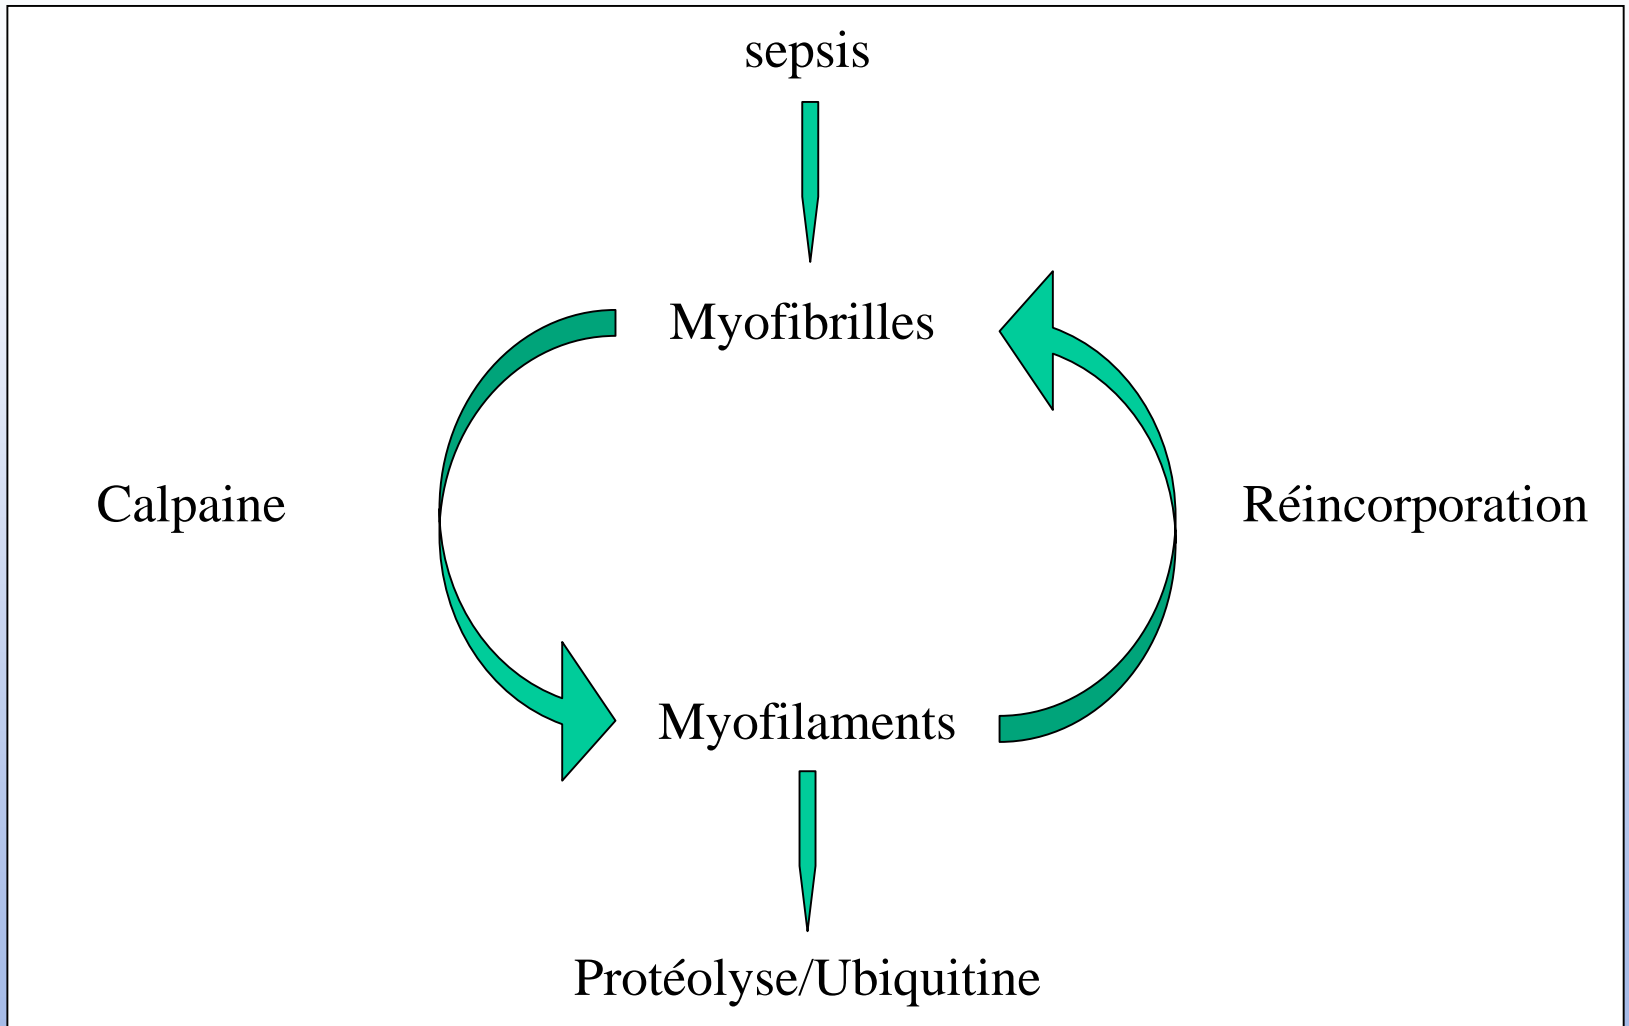 sepsis
Myofibrilles
Calpaine
Réincorporation
Myofilaments
Protéolyse/Ubiquitine